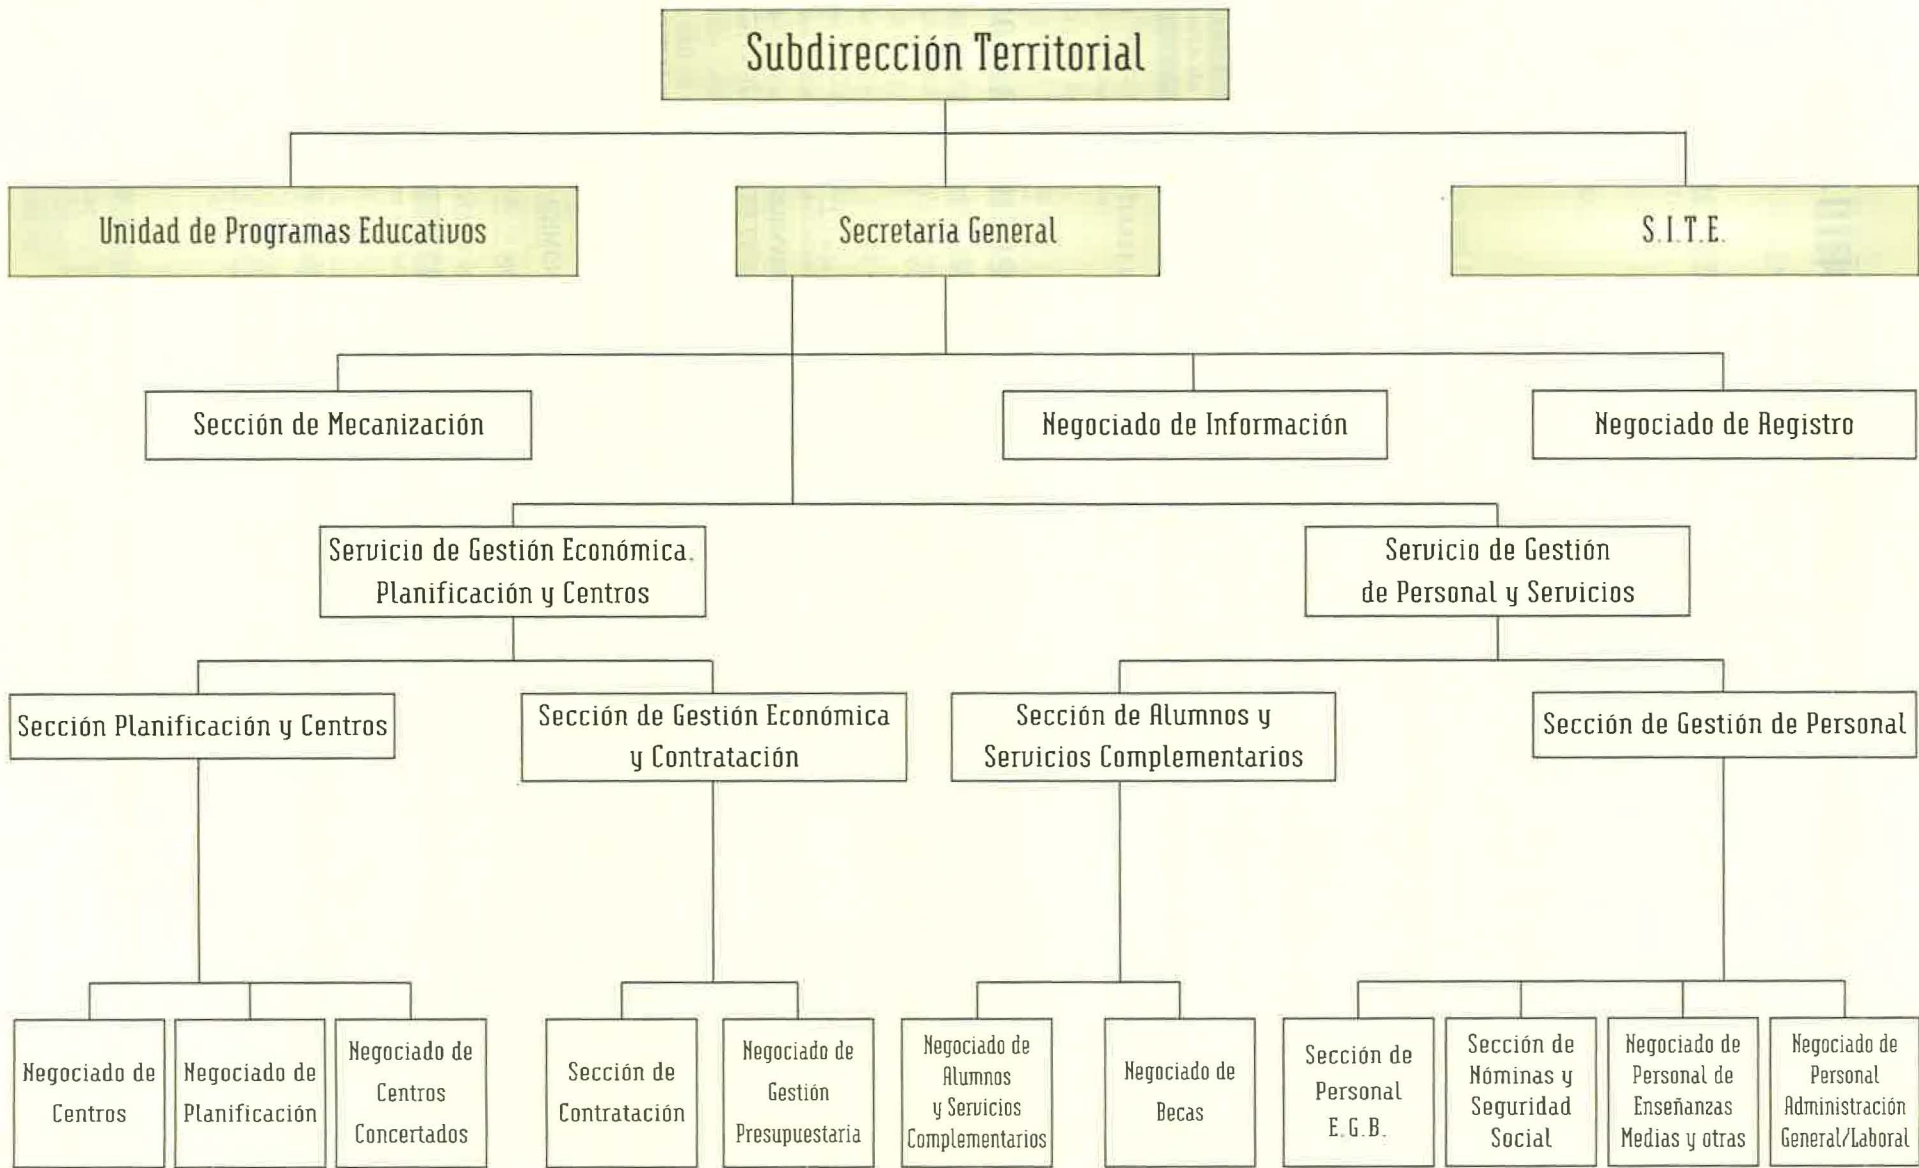 Subdirección Territorial
Unidad de Programas Educativos
Secretaría General
S.I.T.E.
Sección de Mecanización
Negociado de Información
Negociado de Registro
Servicio de Gestión Económica.
Planificación y Centros
Servicio de Gestión
de Personal y Servicios
Sección Planificación y Centros
Sección de Gestión Económica
y Contratación
Sección de Alumnos y
Servicios Complementarios
Sección de Gestión de Personal
Negociado de
Centros
Negociado de
Planificación
Negociado de
Centros
Concertados
Sección de
Contratación
Negociado de
Gestión
Presupuestaria
Negociado de
Alumnos
y Servicios
Complementarios
Negociado de
Becas
Sección de
Personal
E.G.B.
Sección de
Nóminas y
Seguridad
Social
Negociado de
Personal de
Enseñanzas
Medias y otras
Negociado de
Personal
Administración
General/Laboral